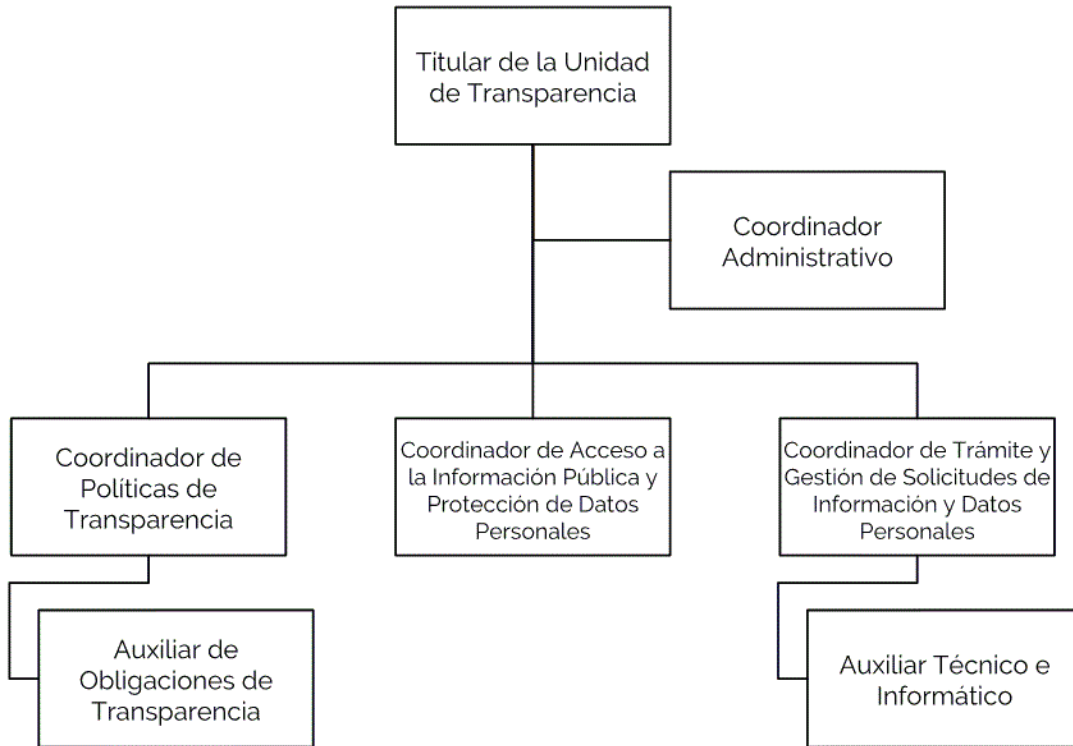 Titular de la Unidad
de Transparencia
Coordinador
Administrativo
Coordinador de
Políticas de
Transparencia
Coordinador de Acceso a
la Información Pública y
Protección de Datos
Personales
Coordinador de Trámite y
Gestión de Solicitudes de
Información y Datos
Personales
Auxiliar de
Obligaciones de
Transparencia
Auxiliar Técnico e
Informático